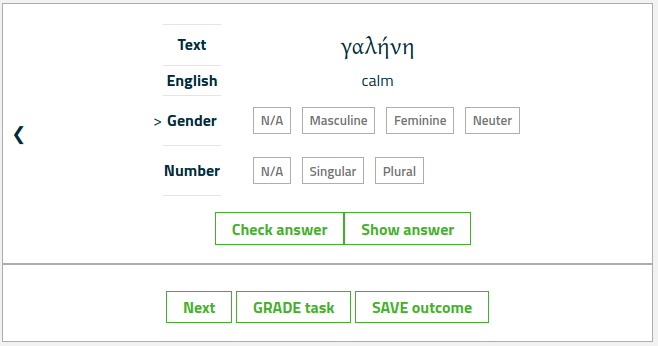 Text γαλήνη
English calm
❮
> Gender N/A Masculine Feminine Neuter
Number N/A Singular Plural
Check answer Show answer
Next GRADE task SAVE outcome